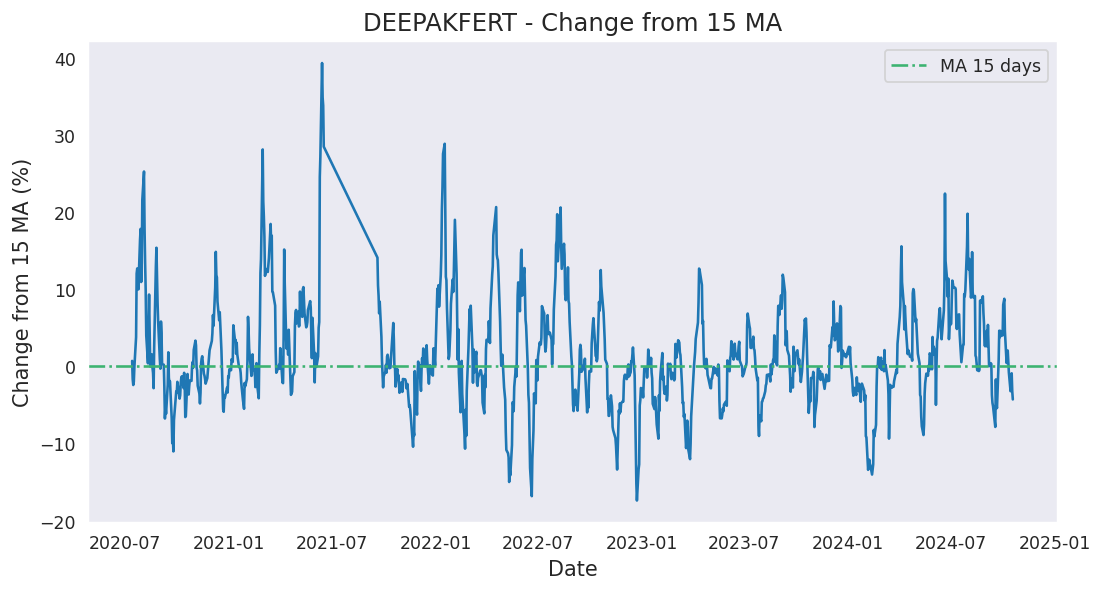 DEEPAKFERT - Change from 15 MA
MA 15 days
Change from 15 MA (%)
40
30
20
10
0
−10
−20
2020-07 2021-01 2021-07 2022-01 2022-07 2023-01 2023-07 2024-01 2024-07 2025-01
Date